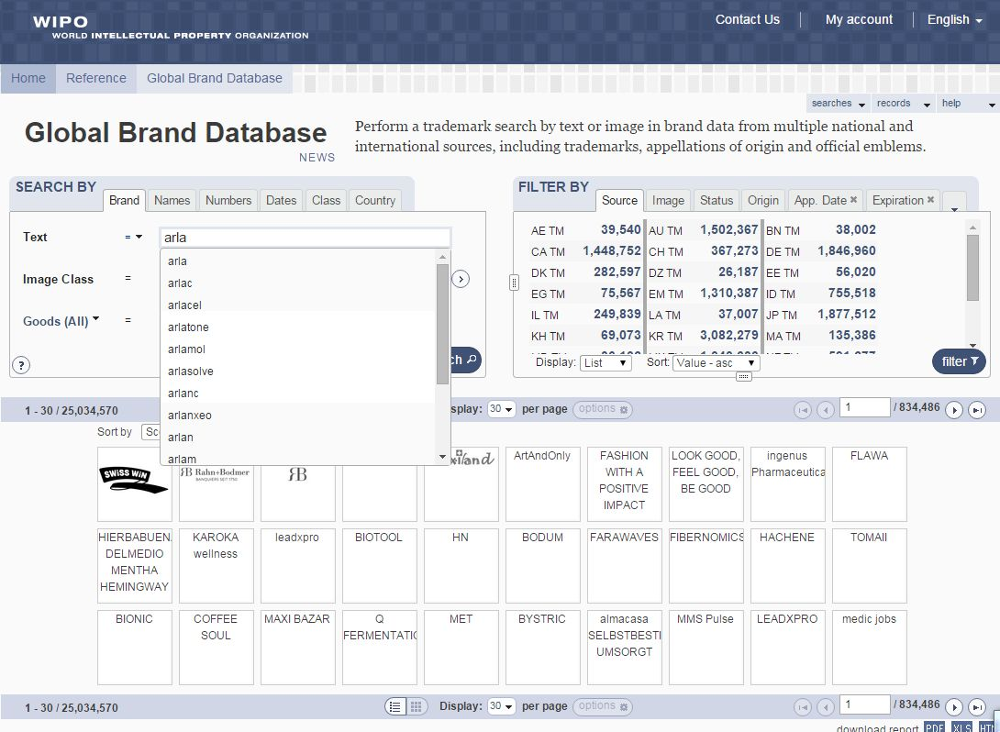 WIPO
WORLD INTELLECTUAL PROPERTY ORGANIZATION
Contact Us
My account
English
Home
Reference
Global Brand Database
searches
records
help
Global Brand Database
NEWS
Perform a trademark search by text or image in brand data from multiple national and
international sources, including trademarks, appellations of origin and official emblems.
SEARCH BY
Brand
Names
Numbers
Dates
Class
Country
Text
=
arla
Image Class
=
Goods (All)
=
arla
arlac
arlacel
arlatone
arlamol
arlasolve
arlanc
arlanxeo
arlan
arlam
?
ch
FILTER BY
Source
Image
Status
Origin
App. Date
Expiration
AE TM 39,540 AU TM 1,502,367 BN TM 38,002
CA TM 1,448,752 CH TM 367,273 DE TM 1,846,960
DK TM 282,597 DZ TM 26,187 EE TM 56,020
EG TM 75,567 EM TM 1,310,387 ID TM 755,518
IL TM 249,839 LA TM 37,007 JP TM 1,877,512
KH TM 69,073 KR TM 3,082,279 MA TM 135,386
Display: List Sort: Value - asc
filter
1 - 30 / 25,034,570
splay: 30 per page options
1 / 834,486
Sort by Sc
SWiSS WiN
Rahn+Bodmer
BANQUIERS SEIT 1750
RB
ArtAndOnly
FASHION
WITH A
POSITIVE
IMPACT
LOOK GOOD,
FEEL GOOD,
BE GOOD
ingenus
Pharmaceutica
FLAWA
HIERBABUEN
DELMEDIO
MENTHA
HEMINGWAY
KAROKA
wellness
leadxpro
BIOTOOL
HN
BODUM
FARAWAVES
FIBERNOMICS
HACHENE
TOMAII
BIONIC
COFFEE
SOUL
MAXI BAZAR
Q
FERMENTATIO
MET
BYSTRIC
almacasa
SELBSTBESTI
UMSORGT
MMS Pulse
LEADXPRO
medic jobs
1 - 30 / 25,034,570
Display: 30 per page options
1 / 834,486
download report PDF XLS HTM